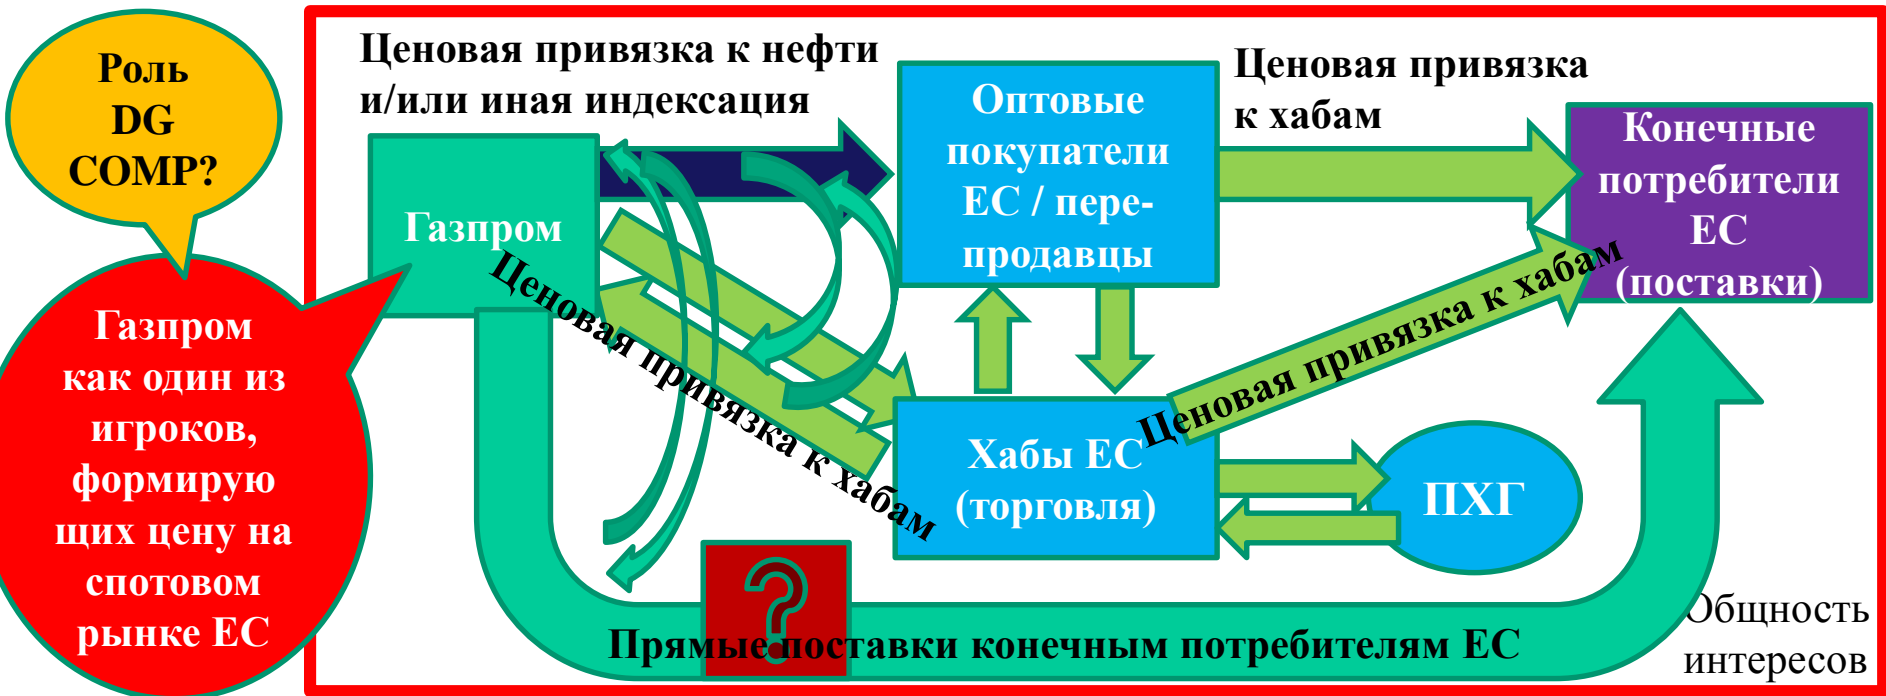 Роль
DG
COMP?
Газпром
как один из
игроков,
формирую
щих цену на
спотовом
рынке ЕС
Ценовая привязка к нефти
и/или иная индексация
Газпром
Оптовые
покупатели
ЕС / пере-
продавцы
Ценовая привязка
к хабам
Конечные
потребители
ЕС
(поставки)
Ценовая привязка к хабам
Ценовая привязка к хабам
Хабы ЕС
(торговля)
ПХГ
?
Прямые поставки конечным потребителям ЕС
Общность
интересов